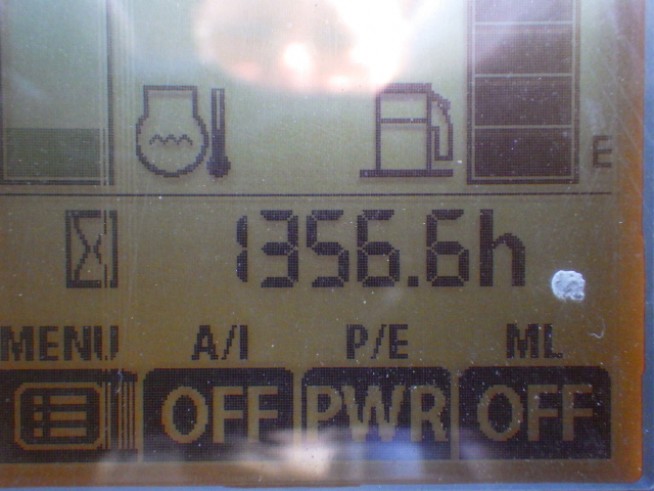 E
1356.6h
MENU A/I P/E ML
OFF PWR OFF